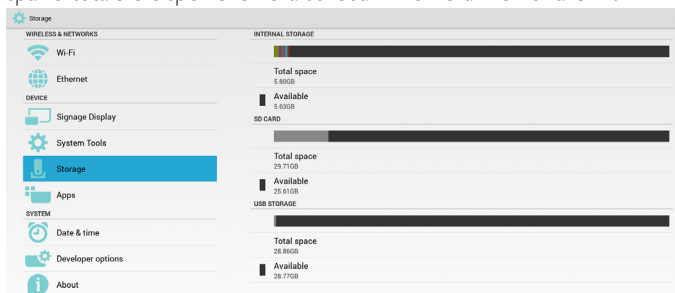 Storage
WIRELESS & NETWORKS
Wi-Fi
Ethernet
DEVICE
Signage Display
System Tools
Storage
Apps
SYSTEM
Date & time
Developer options
About
INTERNAL STORAGE
Total space
5.80GB
Available
5.63GB
SD CARD
Total space
29.71GB
Available
25.61GB
USB STORAGE
Total space
28.86GB
Available
28.77GB